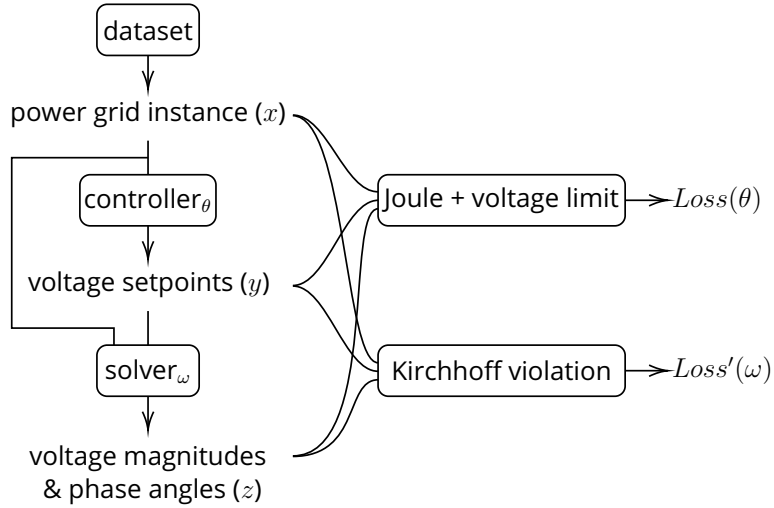 dataset
power grid instance (x)
controller_θ
Joule + voltage limit
Loss(θ)
voltage setpoints (y)
solver_ω
Kirchhoff violation
Loss'(ω)
voltage magnitudes
& phase angles (z)